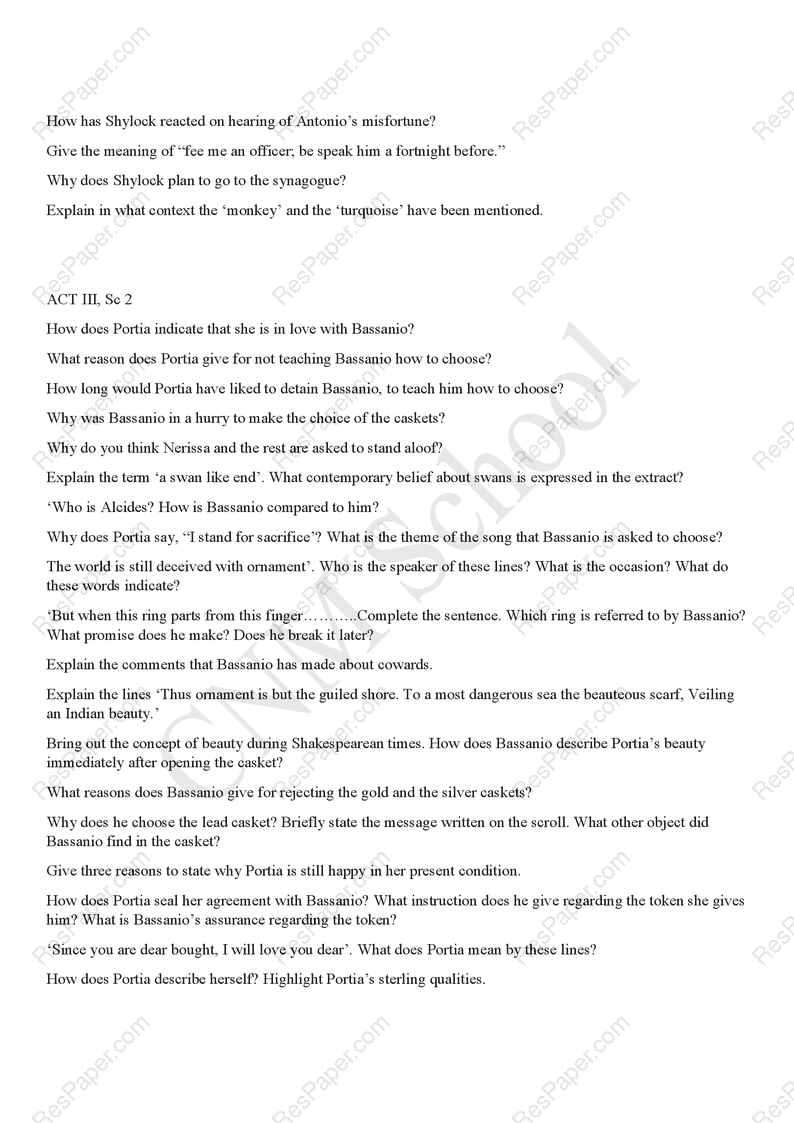 How has Shylock reacted on hearing of Antonio’s misfortune?
Give the meaning of “fee me an officer; be speak him a fortnight before.”
Why does Shylock plan to go to the synagogue?
Explain in what context the ‘monkey’ and the ‘turquoise’ have been mentioned.
ACT III, Sc 2
How does Portia indicate that she is in love with Bassanio?
What reason does Portia give for not teaching Bassanio how to choose?
How long would Portia have liked to detain Bassanio, to teach him how to choose?
Why was Bassanio in a hurry to make the choice of the caskets?
Why do you think Nerissa and the rest are asked to stand aloof?
Explain the term ‘a swan like end’. What contemporary belief about swans is expressed in the extract?
‘Who is Alcides? How is Bassanio compared to him?
Why does Portia say, “I stand for sacrifice’? What is the theme of the song that Bassanio is asked to choose?
The world is still deceived with ornament’. Who is the speaker of these lines? What is the occasion? What do
these words indicate?
‘But when this ring parts from this finger………..Complete the sentence. Which ring is referred to by Bassanio?
What promise does he make? Does he break it later?
Explain the comments that Bassanio has made about cowards.
Explain the lines ‘Thus ornament is but the guiled shore. To a most dangerous sea the beauteous scarf, Veiling
an Indian beauty.’
Bring out the concept of beauty during Shakespearean times. How does Bassanio describe Portia’s beauty
immediately after opening the casket?
What reasons does Bassanio give for rejecting the gold and the silver caskets?
Why does he choose the lead casket? Briefly state the message written on the scroll. What other object did
Bassanio find in the casket?
Give three reasons to state why Portia is still happy in her present condition.
How does Portia seal her agreement with Bassanio? What instruction does he give regarding the token she gives
him? What is Bassanio’s assurance regarding the token?
‘Since you are dear bought, I will love you dear’. What does Portia mean by these lines?
How does Portia describe herself? Highlight Portia’s sterling qualities.
CNM School
ResPaper.com